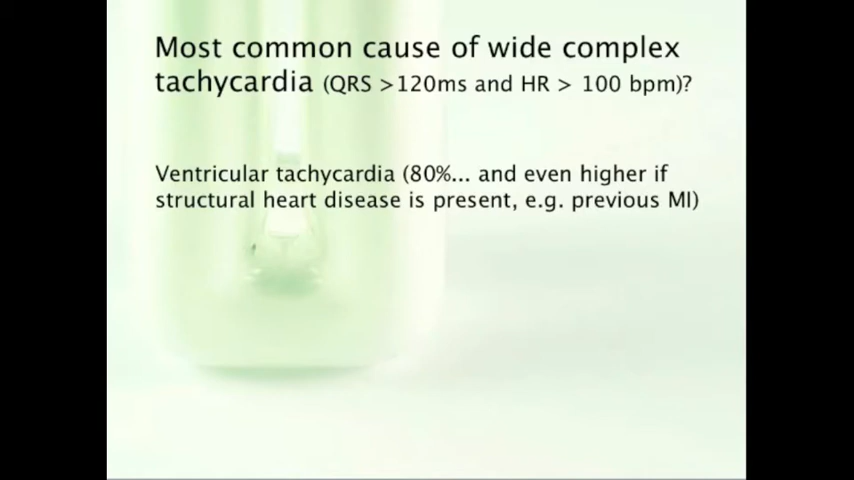 Most common cause of wide complex
tachycardia (QRS >120ms and HR > 100 bpm)?
Ventricular tachycardia (80%... and even higher if
structural heart disease is present, e.g. previous MI)